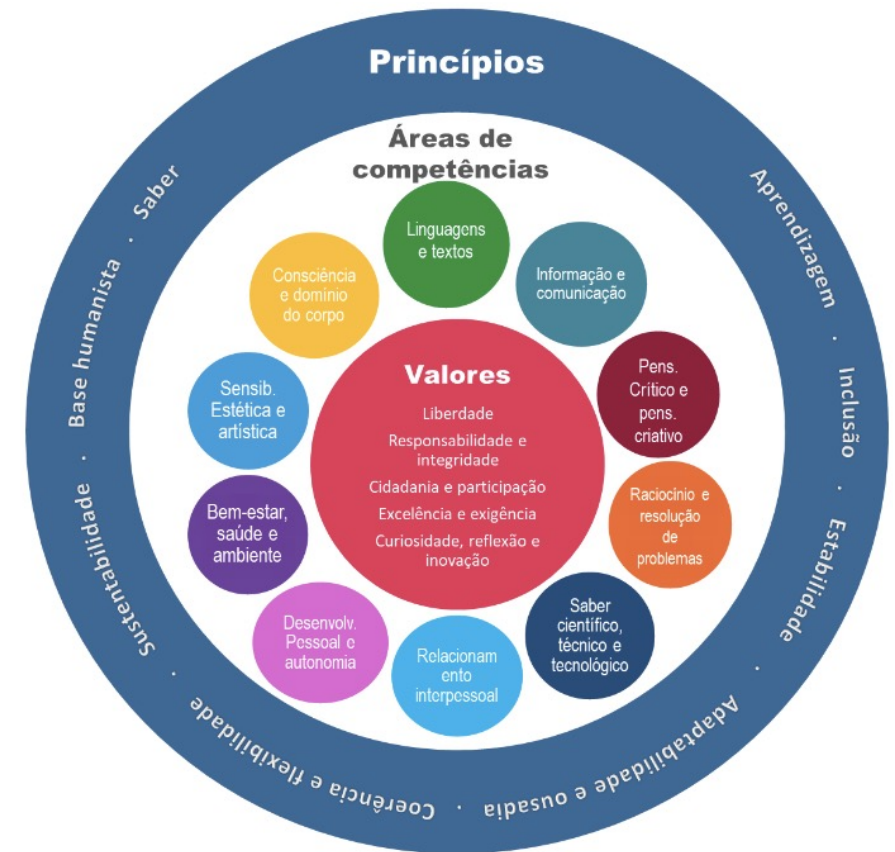 Princípios
Saber · Base humanista · Sustentabilidade · Coerência e flexibilidade · Adaptabilidade e ousadia · Estabilidade · Inclusão · Aprendizagem
Áreas de
competências
Linguagens
e textos
Informação e
comunicação
Pens.
Crítico e
pens.
criativo
Raciocínio e
resolução
de
problemas
Saber
científico,
técnico e
tecnológico
Relacionam
ento
interpessoal
Desenvolv.
Pessoal e
autonomia
Bem-estar,
saúde e
ambiente
Sensib.
Estética e
artística
Consciência
e domínio
do corpo
Valores
Liberdade
Responsabilidade e
integridade
Cidadania e participação
Excelência e exigência
Curiosidade, reflexão e
inovação